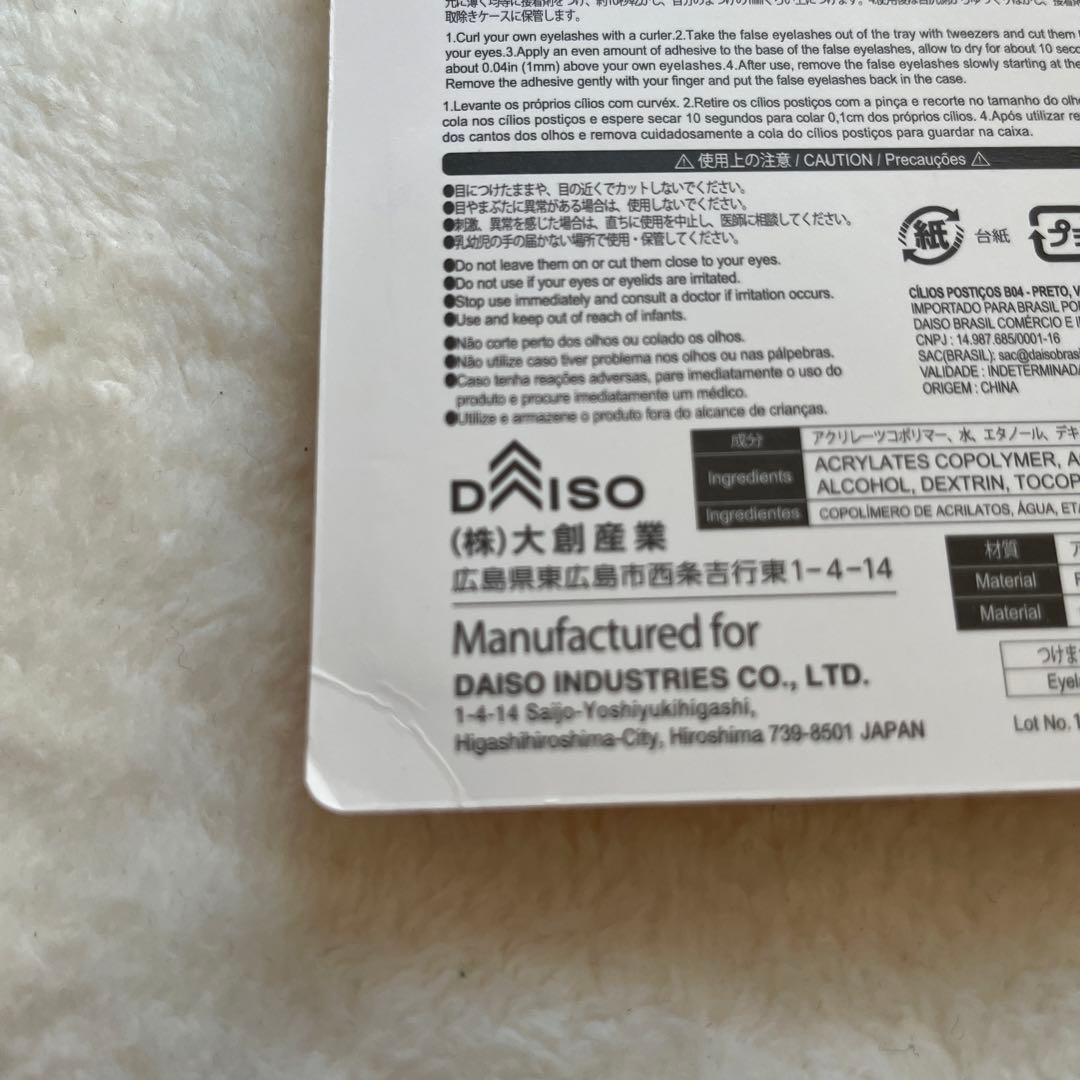 取除きケースに保管します。
1.Curl your own eyelashes with a curler.2.Take the false eyelashes out of the tray with tweezers and cut them
your eyes.3.Apply an even amount of adhesive to the base of the false eyelashes, allow to dry for about 10
about 0.04in (1mm) above your own eyelashes.4.After use, remove the false eyelashes slowly starting at the
Remove the adhesive gently with your finger and put the false eyelashes back in the case.
1.Levante os próprios cílios com curvéx. 2.Retire os cílios postiços com a pinça e recorte no tamanho do
cola nos cílios postiços e espere secar 10 segundos para colar 0,1cm dos próprios cílios. 4.Após utilizar
dos cantos dos olhos e remova cuidadosamente a cola do cílios postiços para guardar na caixa.
⚠ 使用上の注意 / CAUTION / Precauções ⚠
●目につけたままや、目の近くでカットしないでください。
●目やまぶたに異常がある場合は、使用しないでください。
●刺激、異常を感じた場合は、直ちに使用を中止し、医師に相談してください。
●乳幼児の手の届かない場所で使用・保管してください。
●Do not leave them on or cut them close to your eyes.
●Do not use if your eyes or eyelids are irritated.
●Stop use immediately and consult a doctor if irritation occurs.
●Use and keep out of reach of infants.
●Não corte perto dos olhos ou colado os olhos.
●Não utilize caso tiver problema nos olhos ou nas pálpebras.
●Caso tenha reações adversas, pare imediatamente o uso do
produto e procure imediatamente um médico.
●Utilize e armazene o produto fora do alcance de crianças.
紙 台紙 プ
CÍLIOS POSTIÇOS B04 - PRETO,
IMPORTADO PARA BRASIL
DAISO BRASIL COMÉRCIO E
CNPJ : 14.987.685/0001-16
SAC(BRASIL): sac@daisobras
VALIDADE : INDETERMINADA
ORIGEM : CHINA
成分 アクリレーツコポリマー、水、エタノール、デキ
Ingredients ACRYLATES COPOLYMER,
ALCOHOL, DEXTRIN, TOCOP
Ingredientes COPOLÍMERO DE ACRILATOS, ÁGUA,
DAISO
(株)大創産業
広島県東広島市西条吉行東1-4-14
Manufactured for
DAISO INDUSTRIES CO., LTD.
1-4-14 Saijo-Yoshiyukihigashi,
Higashihiroshima-City, Hiroshima 739-8501 JAPAN
材質
Material
Material
つけま
Eyel
Lot No. 1